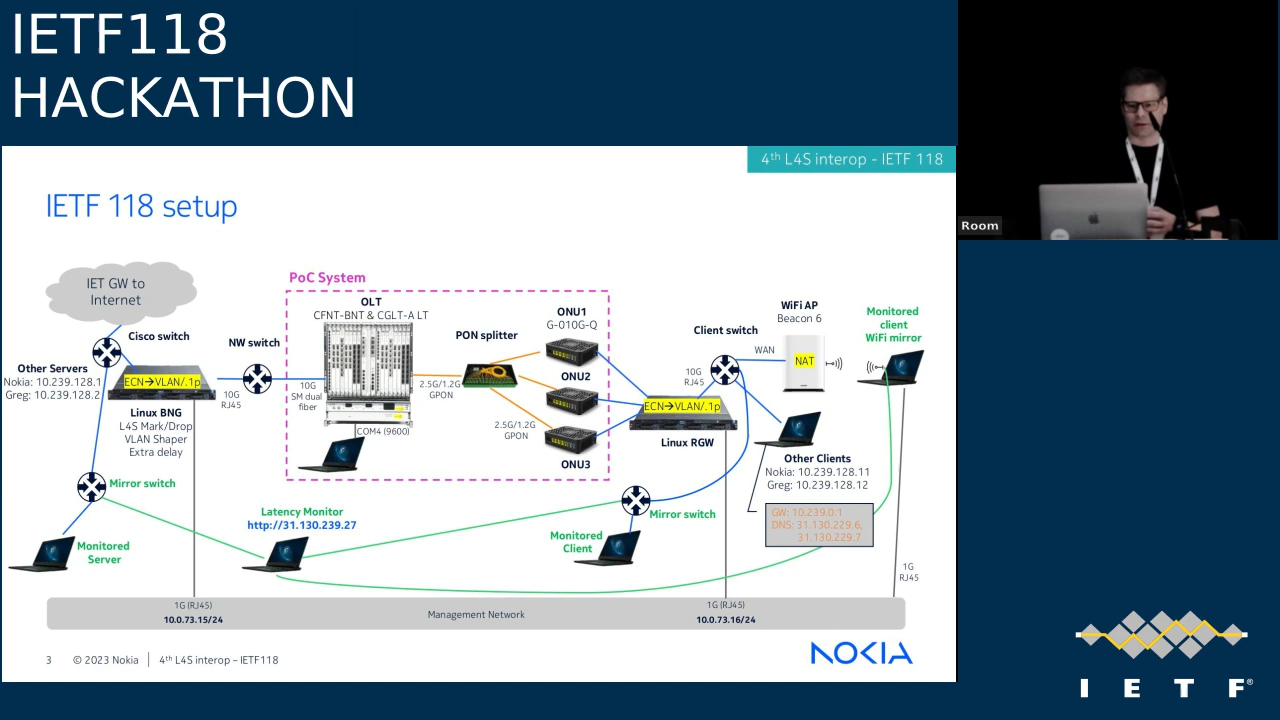 IETF118
HACKATHON
4th L4S interop - IETF 118
IETF 118 setup
IET GW to
Internet
Cisco switch
NW switch
PoC System
OLT
CFNT-BNT & CGLT-A LT
PON splitter
ONU1
G-010G-Q
ONU2
ONU3
Client switch
WiFi AP
Beacon 6
Monitored
client
WiFi mirror
WAN
NAT
Other Servers
Nokia: 10.239.128.1
Greg: 10.239.128.2
ECN→VLAN/.1p
10G
RJ45
10G
SM dual
fiber
2.5G/1.2G
GPON
2.5G/1.2G
GPON
10G
RJ45
ECN→VLAN/.1p
Linux BNG
L4S Mark/Drop
VLAN Shaper
Extra delay
COM4 (9600)
Linux RGW
Other Clients
Nokia: 10.239.128.11
Greg: 10.239.128.12
GW: 10.239.0:1
DNS: 31.130.229.6,
31.130.229.7
Mirror switch
Latency Monitor
http://31.130.239.27
Mirror switch
Monitored
Server
Monitored
Client
1G
RJ45
1G (RJ45)
10.0.73.15/24
Management Network
1G (RJ45)
10.0.73.16/24
3 © 2023 Nokia | 4th L4S interop – IETF118
NOKIA
Room
I E T F®